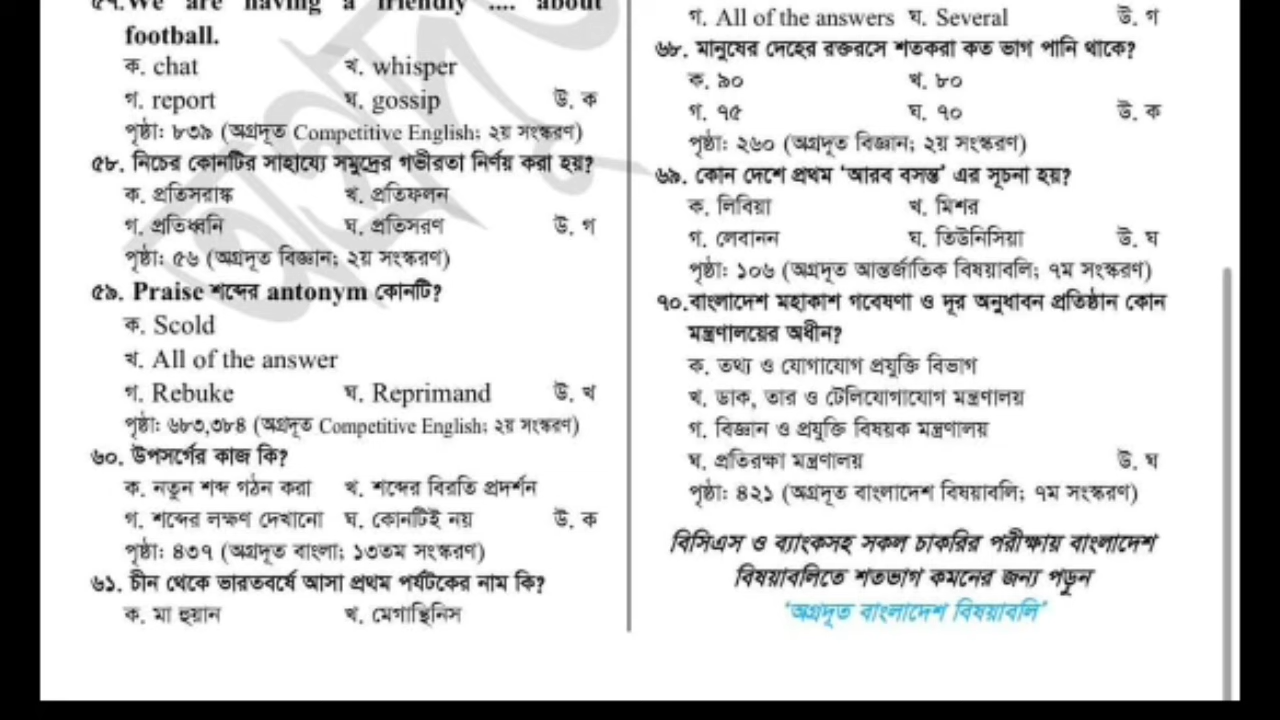 ৫৭.We are having a friendly .... about
football.
ক. chat খ. whisper
গ. report ঘ. gossip উ. ক
পৃষ্ঠা: ৮৩৯ (অগ্রদূত Competitive English; ২য় সংস্করণ)
৫৮. নিচের কোনটির সাহায্যে সমুদ্রের গভীরতা নির্ণয় করা হয়?
ক. প্রতিসরাঙ্ক খ. প্রতিফলন
গ. প্রতিধ্বনি ঘ. প্রতিসরণ উ. গ
পৃষ্ঠা: ৫৬ (অগ্রদূত বিজ্ঞান; ২য় সংস্করণ)
৫৯. Praise শব্দের antonym কোনটি?
ক. Scold
খ. All of the answer
গ. Rebuke ঘ. Reprimand উ. খ
পৃষ্ঠা: ৬৮৩,৩৮৪ (অগ্রদূত Competitive English; ২য় সংস্করণ)
৬০. উপসর্গের কাজ কি?
ক. নতুন শব্দ গঠন করা খ. শব্দের বিরতি প্রদর্শন
গ. শব্দের লক্ষণ দেখানো ঘ. কোনটিই নয় উ. ক
পৃষ্ঠা: ৪৩৭ (অগ্রদূত বাংলা; ১৩তম সংস্করণ)
৬১. চীন থেকে ভারতবর্ষে আসা প্রথম পর্যটকের নাম কি?
ক. মা হুয়ান খ. মেগাস্থিনিস
গ. All of the answers ঘ. Several উ. গ
৬৮. মানুষের দেহের রক্তরসে শতকরা কত ভাগ পানি থাকে?
ক. ৯০ খ. ৮০
গ. ৭৫ ঘ. ৭০ উ. ক
পৃষ্ঠা: ২৬০ (অগ্রদূত বিজ্ঞান; ২য় সংস্করণ)
৬৯. কোন দেশে প্রথম ‘আরব বসন্ত’ এর সূচনা হয়?
ক. লিবিয়া খ. মিশর
গ. লেবানন ঘ. তিউনিসিয়া উ. ঘ
পৃষ্ঠা: ১০৬ (অগ্রদূত আন্তর্জাতিক বিষয়াবলি; ৭ম সংস্করণ)
৭০.বাংলাদেশ মহাকাশ গবেষণা ও দূর অনুধাবন প্রতিষ্ঠান কোন
মন্ত্রণালয়ের অধীন?
ক. তথ্য ও যোগাযোগ প্রযুক্তি বিভাগ
খ. ডাক, তার ও টেলিযোগাযোগ মন্ত্রণালয়
গ. বিজ্ঞান ও প্রযুক্তি বিষয়ক মন্ত্রণালয়
ঘ. প্রতিরক্ষা মন্ত্রণালয় উ. ঘ
পৃষ্ঠা: ৪২১ (অগ্রদূত বাংলাদেশ বিষয়াবলি; ৭ম সংস্করণ)
বিসিএস ও ব্যাংকসহ সকল চাকরির পরীক্ষায় বাংলাদেশ
বিষয়াবলিতে শতভাগ কমনের জন্য পড়ুন
‘অগ্রদূত বাংলাদেশ বিষয়াবলি’